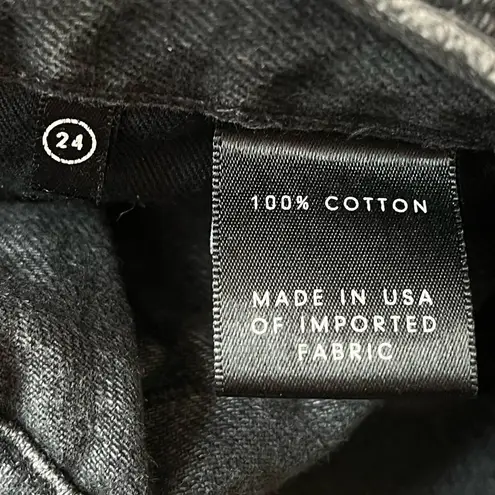 24
100% COTTON
MADE IN USA
OF IMPORTED
FABRIC